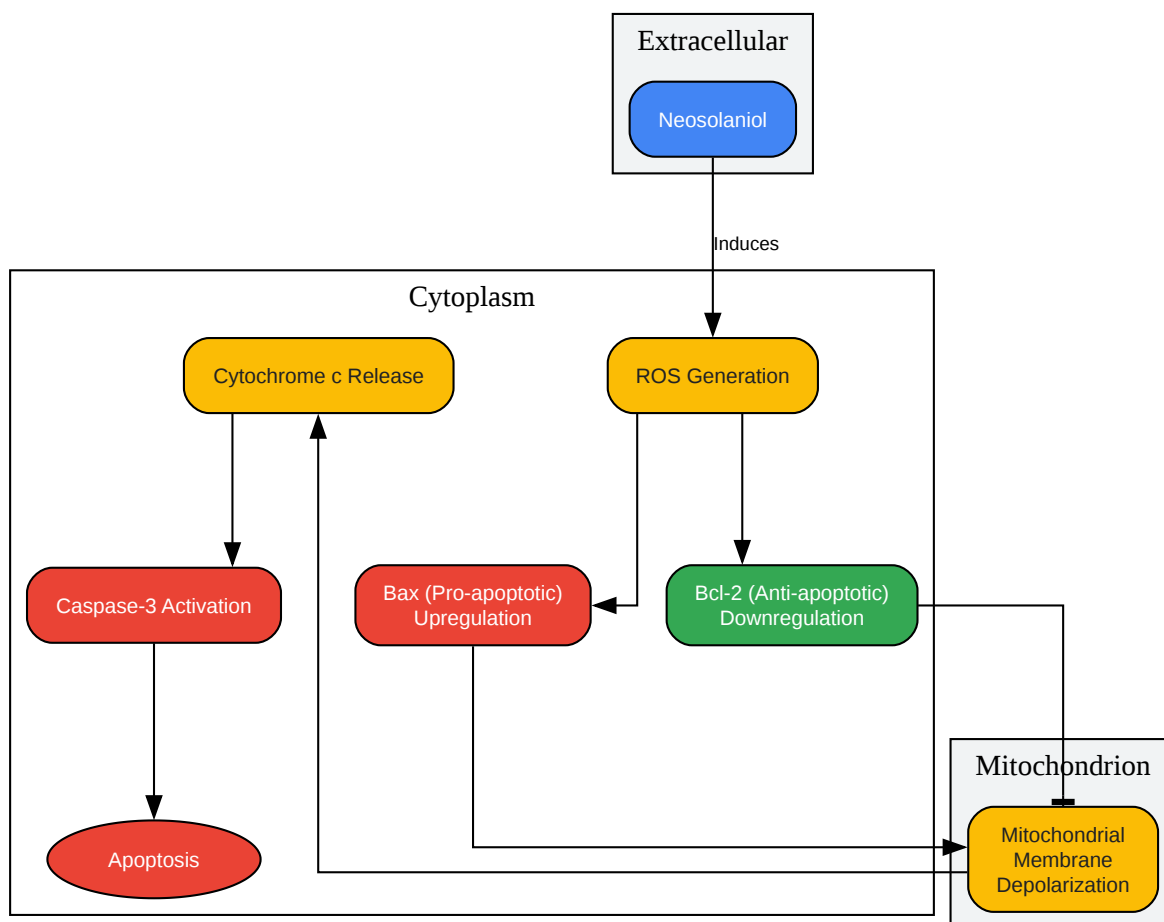 Extracellular
Neosolaniol
Induces
Cytoplasm
Cytochrome c Release
ROS Generation
Caspase-3 Activation
Bax (Pro-apoptotic)
Upregulation
Bcl-2 (Anti-apoptotic)
Downregulation
Mitochondrion
Mitochondrial
Membrane
Depolarization
Apoptosis